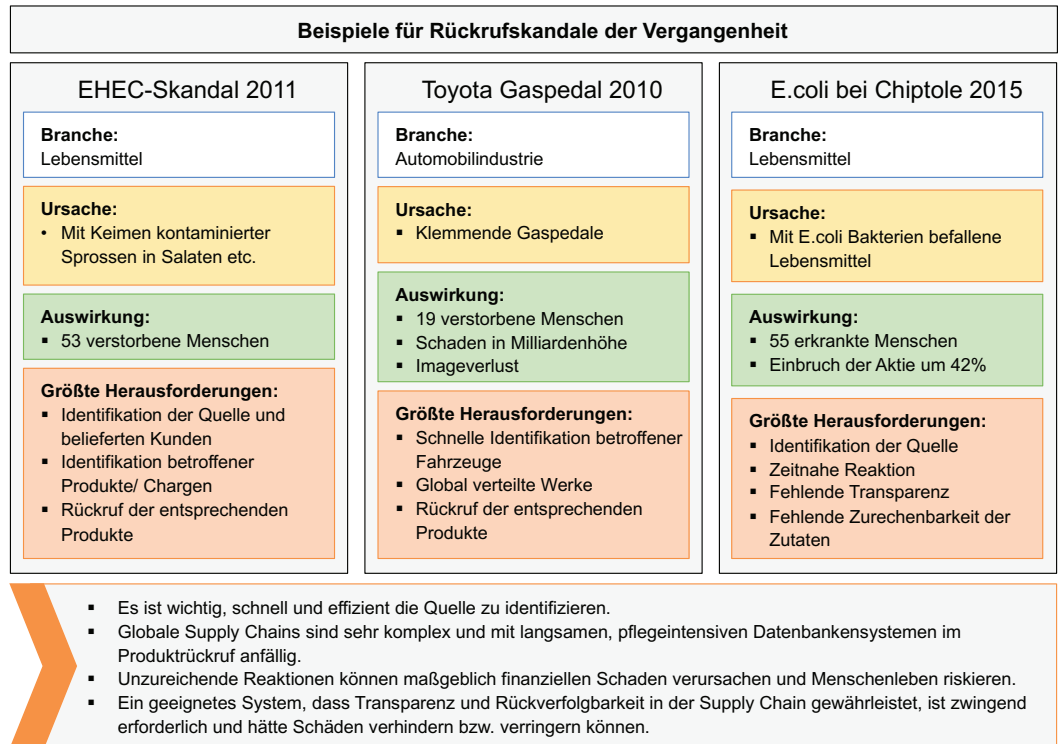 Beispiele für Rückrufskandale der Vergangenheit
EHEC-Skandal 2011
Branche:
Lebensmittel
Ursache:
• Mit Keimen kontaminierter
Sprossen in Salaten etc.
Auswirkung:
▪ 53 verstorbene Menschen
Größte Herausforderungen:
▪ Identifikation der Quelle und
belieferten Kunden
▪ Identifikation betroffener
Produkte/ Chargen
▪ Rückruf der entsprechenden
Produkte
Toyota Gaspedal 2010
Branche:
Automobilindustrie
Ursache:
▪ Klemmende Gaspedale
Auswirkung:
▪ 19 verstorbene Menschen
▪ Schaden in Milliardenhöhe
▪ Imageverlust
Größte Herausforderungen:
▪ Schnelle Identifikation betroffener
Fahrzeuge
▪ Global verteilte Werke
▪ Rückruf der entsprechenden
Produkte
E.coli bei Chiptole 2015
Branche:
Lebensmittel
Ursache:
▪ Mit E.coli Bakterien befallene
Lebensmittel
Auswirkung:
▪ 55 erkrankte Menschen
▪ Einbruch der Aktie um 42%
Größte Herausforderungen:
▪ Identifikation der Quelle
▪ Zeitnahe Reaktion
▪ Fehlende Transparenz
▪ Fehlende Zurechenbarkeit der
Zutaten
▪ Es ist wichtig, schnell und effizient die Quelle zu identifizieren.
▪ Globale Supply Chains sind sehr komplex und mit langsamen, pflegeintensiven Datenbankensystemen im
Produktrückruf anfällig.
▪ Unzureichende Reaktionen können maßgeblich finanziellen Schaden verursachen und Menschenleben riskieren.
▪ Ein geeignetes System, dass Transparenz und Rückverfolgbarkeit in der Supply Chain gewährleistet, ist zwingend
erforderlich und hätte Schäden verhindern bzw. verringern können.